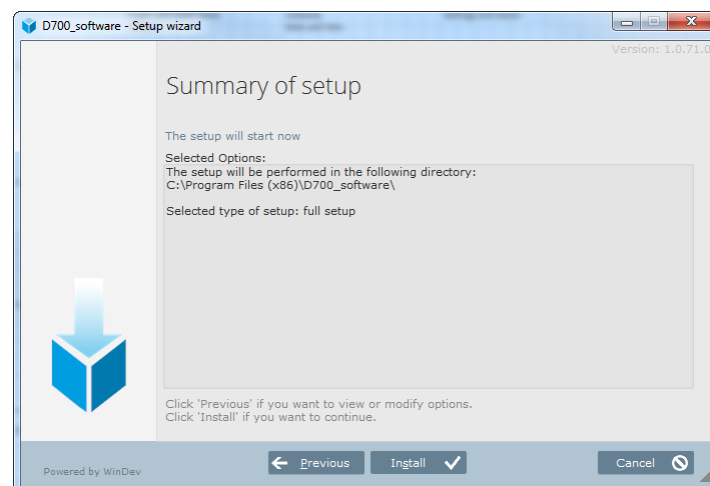 D700_software - Setup wizard
Version: 1.0.71.0
Summary of setup
The setup will start now
Selected Options:
The setup will be performed in the following directory:
C:\Program Files (x86)\D700_software\
Selected type of setup: full setup
Click 'Previous' if you want to view or modify options.
Click 'Install' if you want to continue.
Powered by WinDev
Previous
Install
Cancel